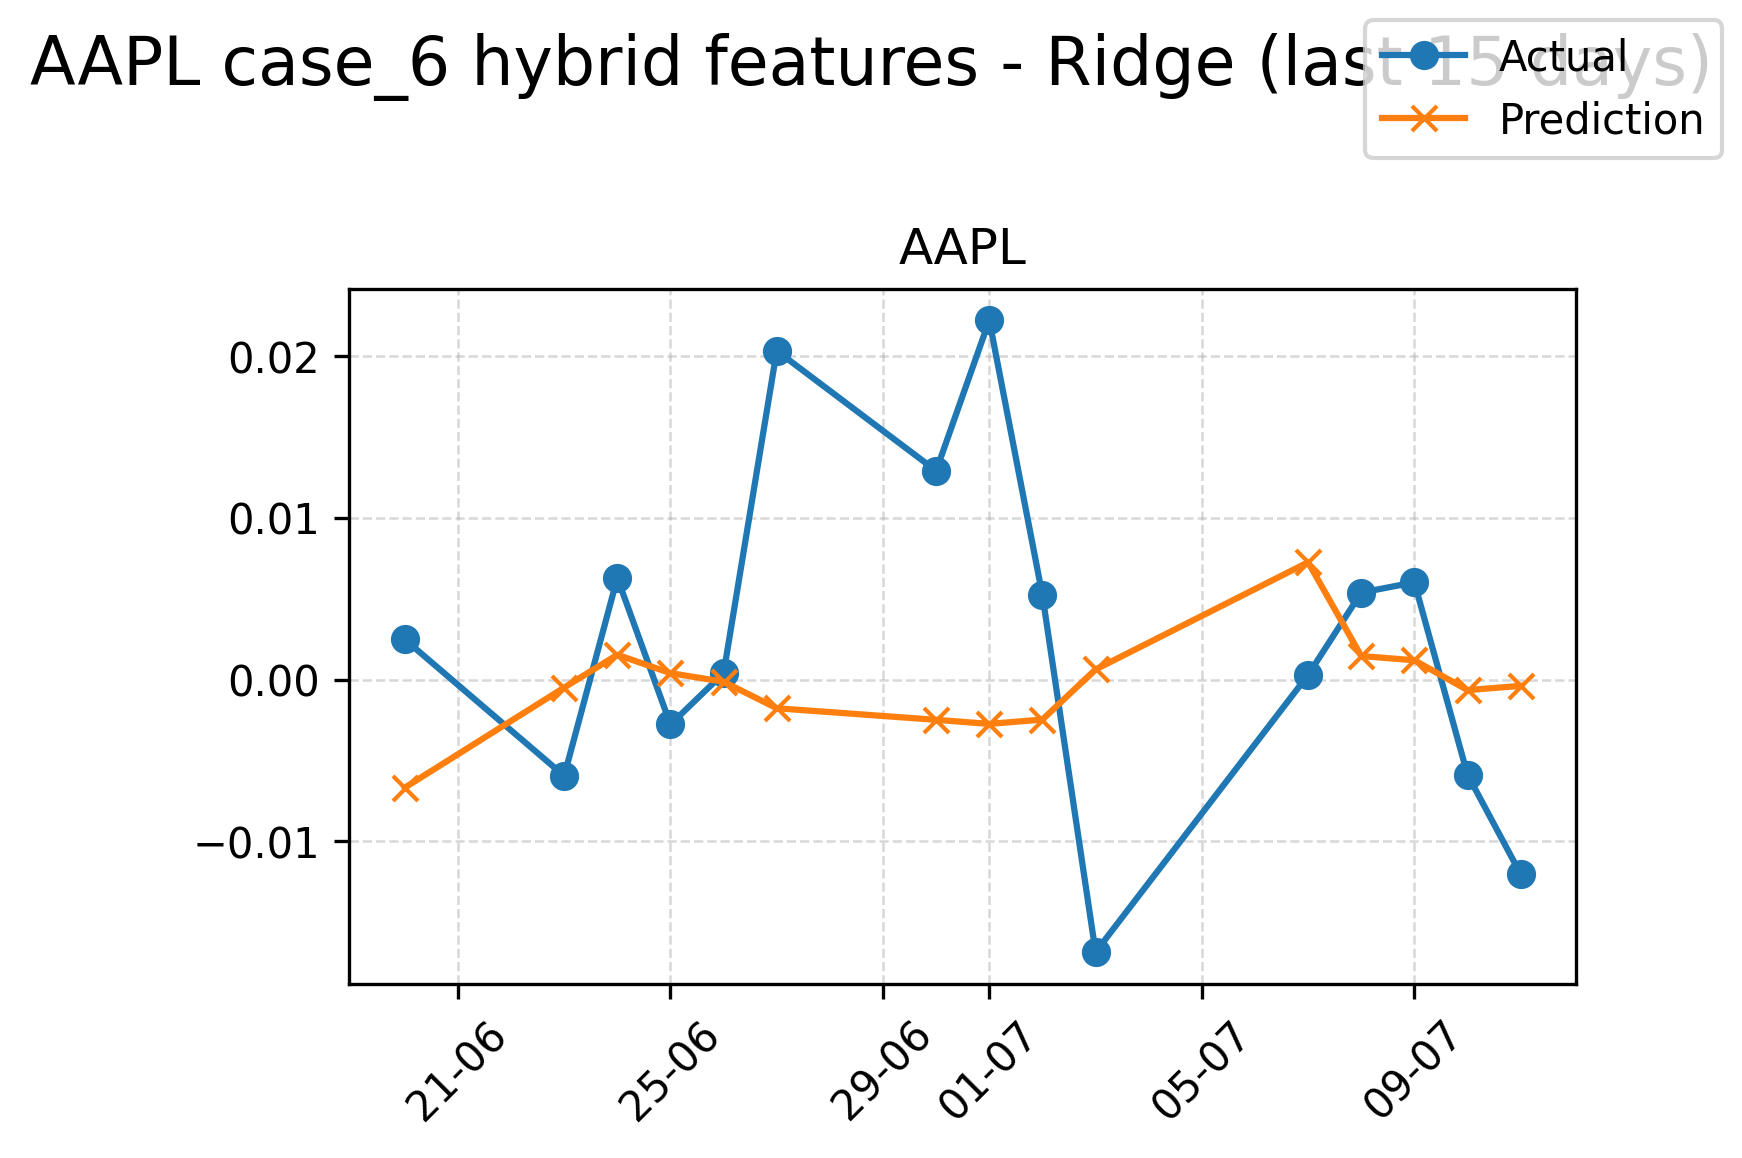 AAPL case_6 hybrid features - Ridge (last 15 days)
Actual
Prediction
AAPL
0.02
0.01
0.00
−0.01
21-06
25-06
29-06
01-07
05-07
09-07